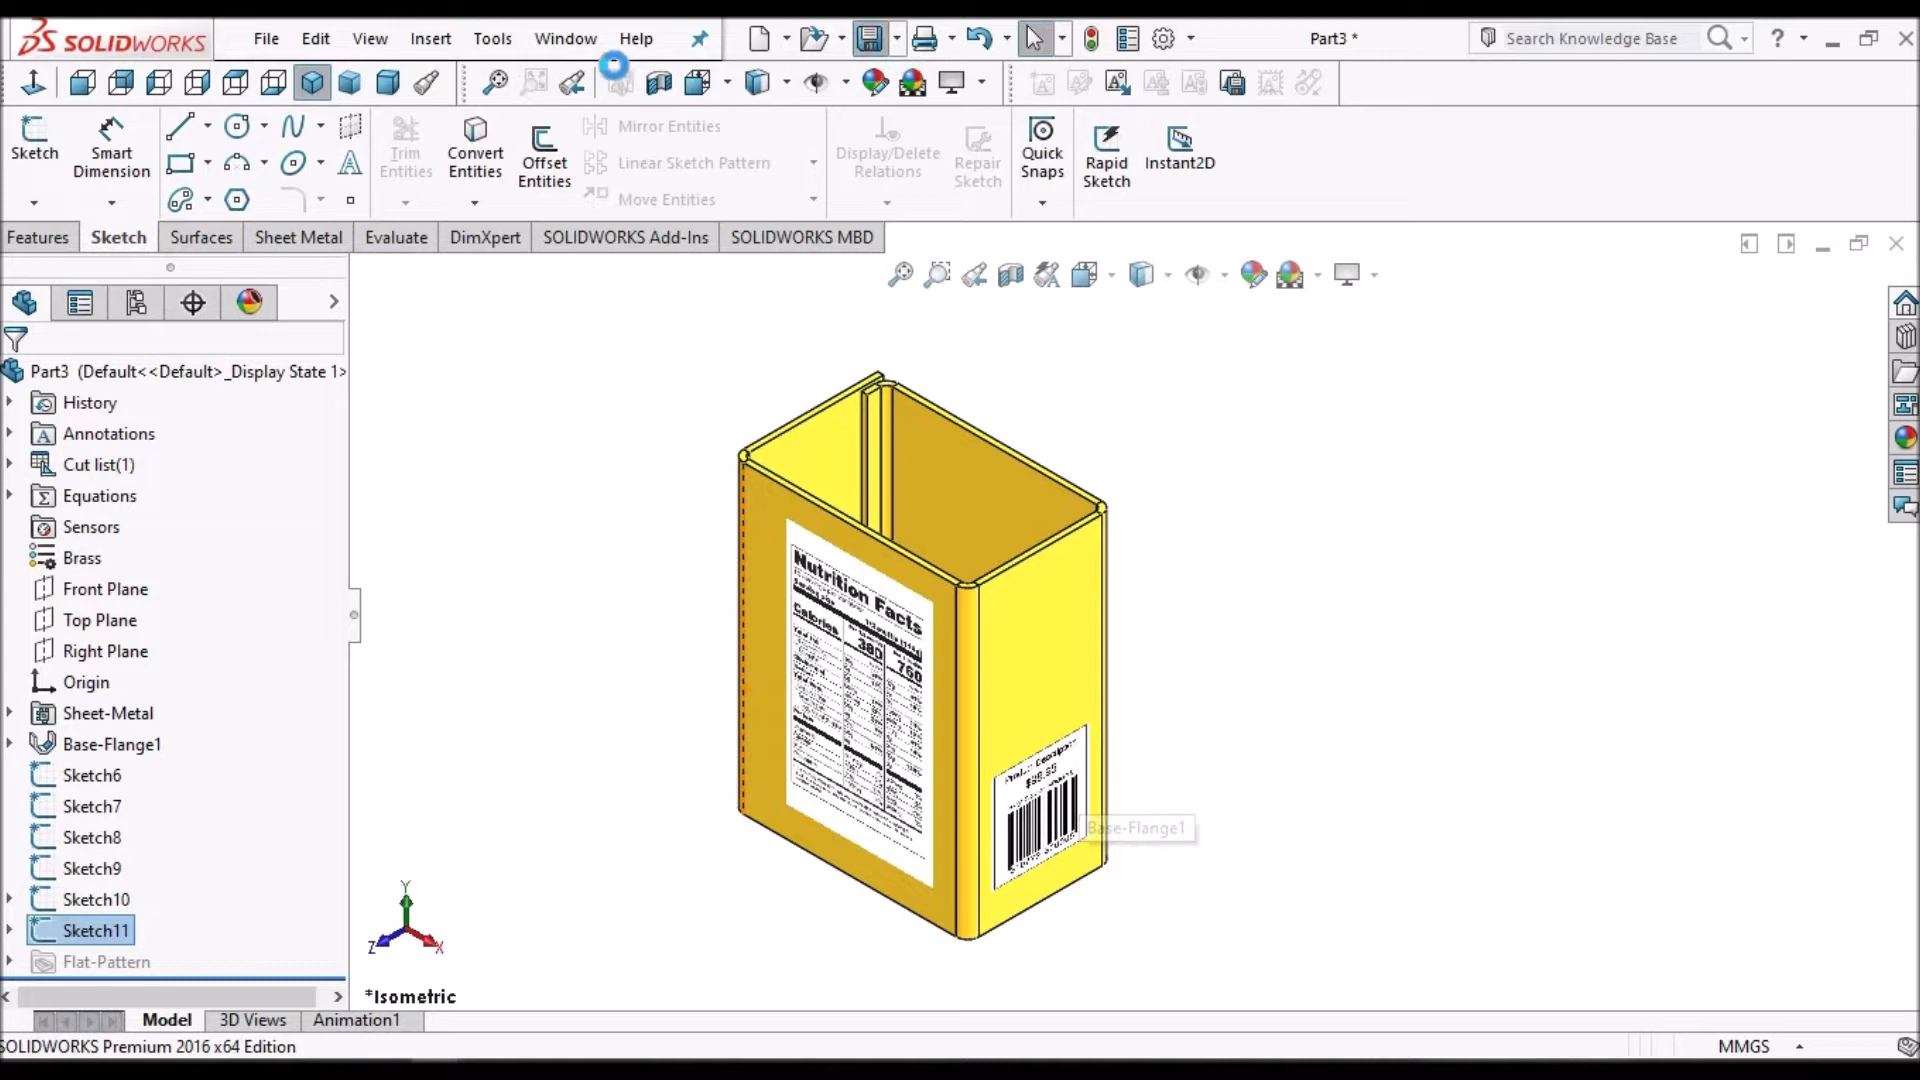 SOLIDWORKS
File Edit View Insert Tools Window Help
Part3 *
Search Knowledge Base
?
Sketch
Smart Dimension
Trim Entities
Convert Entities
Offset Entities
Mirror Entities
Linear Sketch Pattern
Move Entities
Display/Delete Relations
Repair Sketch
Quick Snaps
Rapid Sketch
Instant2D
Features Sketch Surfaces Sheet Metal Evaluate DimXpert SOLIDWORKS Add-Ins SOLIDWORKS MBD
Part3 (Default<<Default>_Display State 1>
History
Annotations
Cut list(1)
Equations
Sensors
Brass
Front Plane
Top Plane
Right Plane
Origin
Sheet-Metal
Base-Flange1
Sketch6
Sketch7
Sketch8
Sketch9
Sketch10
Sketch11
Flat-Pattern
Nutrition Facts
Calories
380
760
Product Description
Base-Flange1
Y
Z
X
*Isometric
Model 3D Views Animation1
SOLIDWORKS Premium 2016 x64 Edition
MMGS